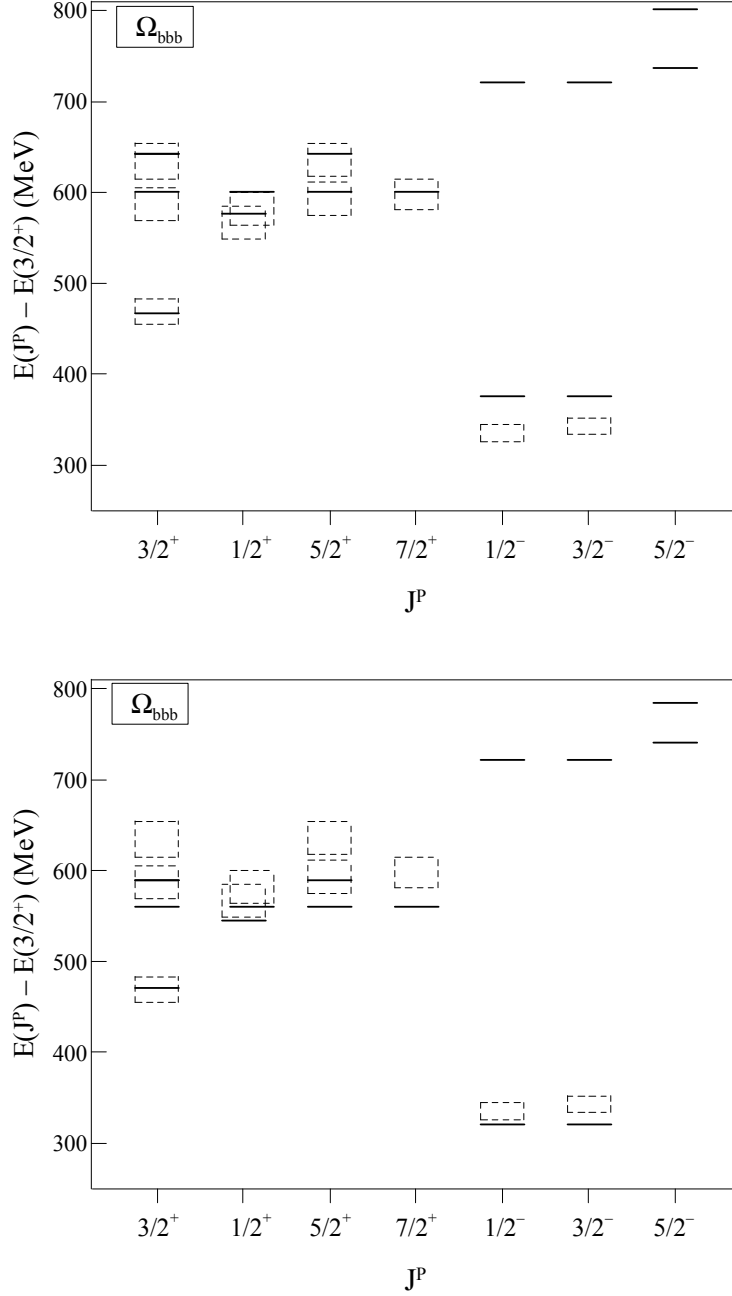 800
Ω_bbb
700
600
500
400
300
E(J^P) − E(3/2^+) (MeV)
3/2^+ 1/2^+ 5/2^+ 7/2^+ 1/2^− 3/2^− 5/2^−
J^P
800
Ω_bbb
700
600
500
400
300
E(J^P) − E(3/2^+) (MeV)
3/2^+ 1/2^+ 5/2^+ 7/2^+ 1/2^− 3/2^− 5/2^−
J^P